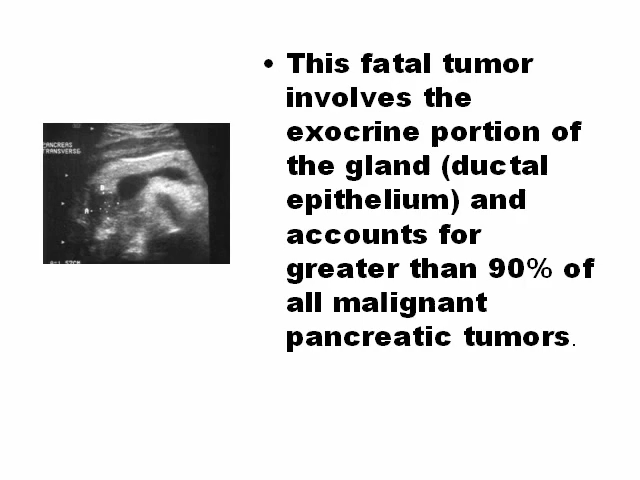 • This fatal tumor
involves the
exocrine portion of
the gland (ductal
epithelium) and
accounts for
greater than 90% of
all malignant
pancreatic tumors.
PANCREAS
TRANSVERSE
B
A